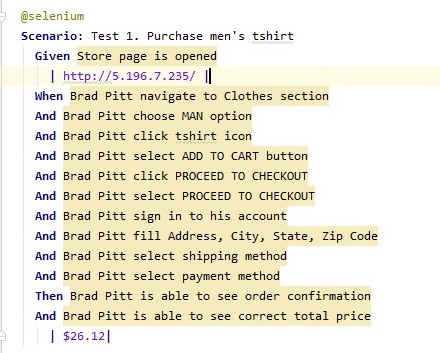 @selenium
Scenario: Test 1. Purchase men's tshirt
Given Store page is opened
| http://5.196.7.235/ |
When Brad Pitt navigate to Clothes section
And Brad Pitt choose MAN option
And Brad Pitt click tshirt icon
And Brad Pitt select ADD TO CART button
And Brad Pitt click PROCEED TO CHECKOUT
And Brad Pitt select PROCEED TO CHECKOUT
And Brad Pitt sign in to his account
And Brad Pitt fill Address, City, State, Zip Code
And Brad Pitt select shipping method
And Brad Pitt select payment method
Then Brad Pitt is able to see order confirmation
And Brad Pitt is able to see correct total price
| $26.12|